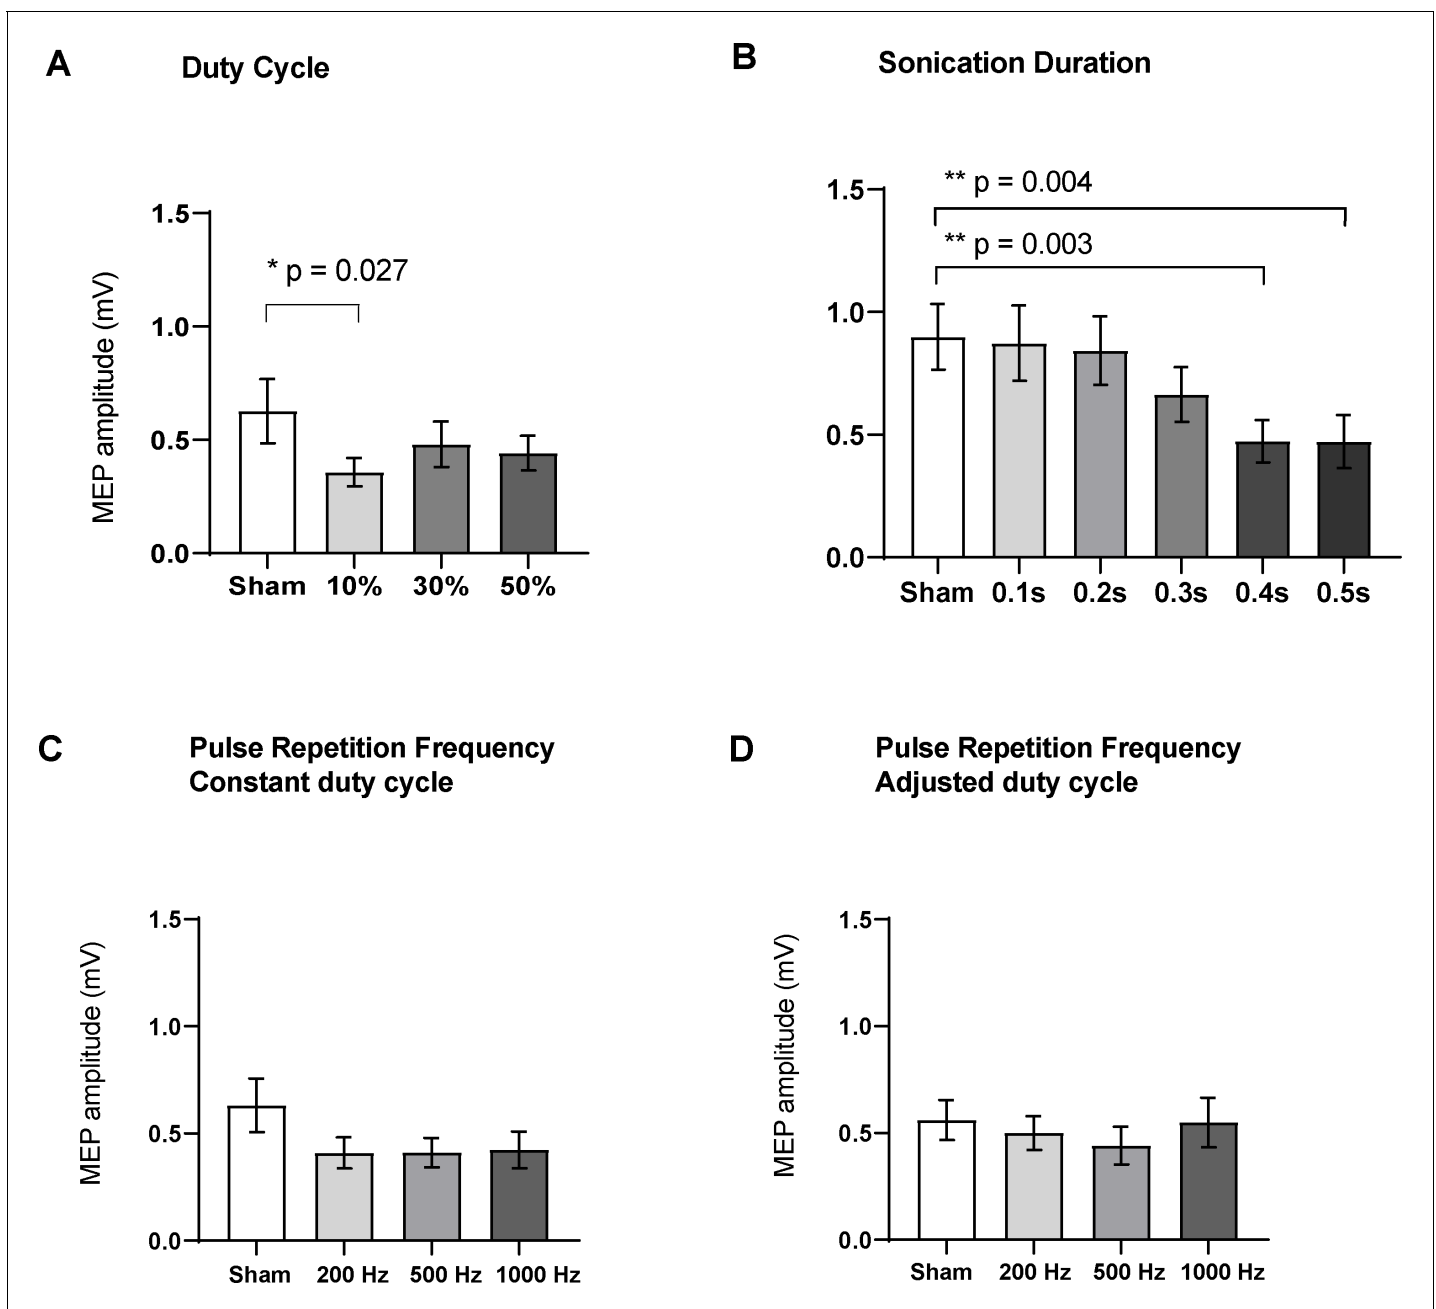 A
Duty Cycle
1.5
* p = 0.027
1.0
0.5
0.0
MEP amplitude (mV)
Sham 10% 30% 50%
B
Sonication Duration
1.5
** p = 0.004
** p = 0.003
1.0
0.5
0.0
Sham 0.1s 0.2s 0.3s 0.4s 0.5s
C
Pulse Repetition Frequency
Constant duty cycle
1.5
1.0
0.5
0.0
MEP amplitude (mV)
Sham 200 Hz 500 Hz 1000 Hz
D
Pulse Repetition Frequency
Adjusted duty cycle
1.5
1.0
0.5
0.0
MEP amplitude (mV)
Sham 200 Hz 500 Hz 1000 Hz